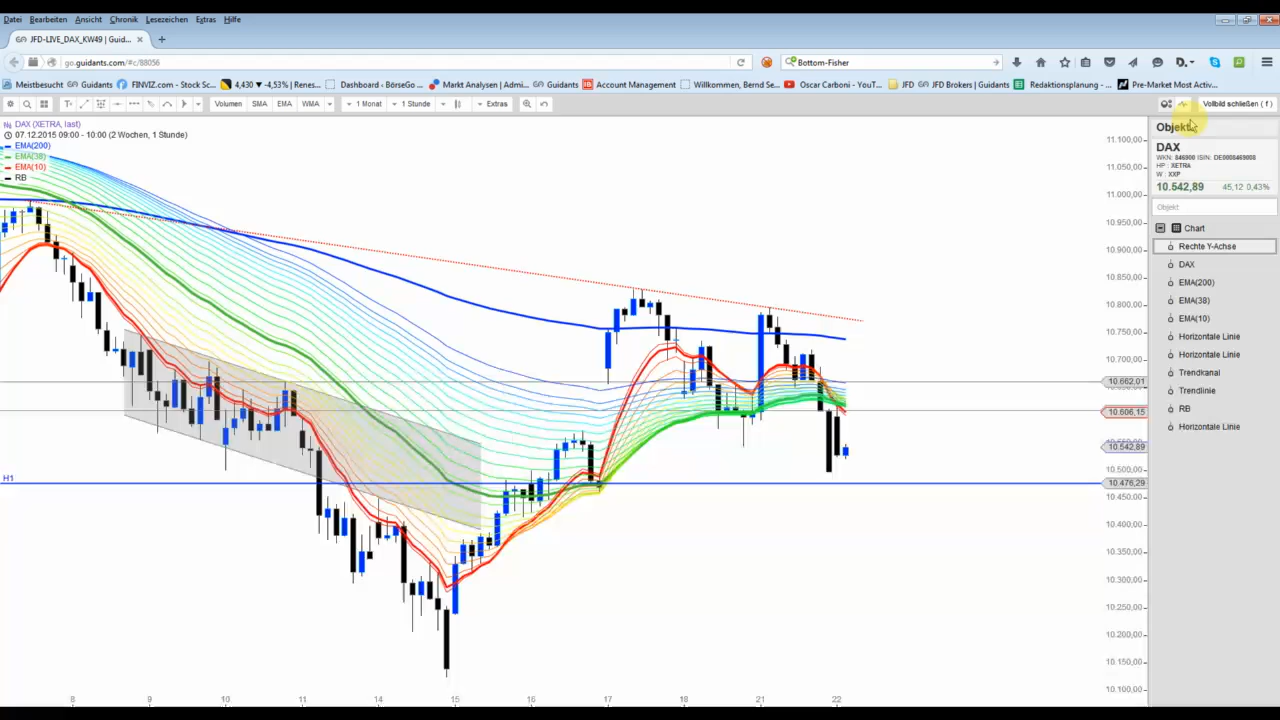 Datei Bearbeiten Ansicht Chronik Lesezeichen Extras Hilfe
JFD-LIVE_DAX_KW49 | Guid...
go.guidants.com/#c/88056
Bottom-Fisher
Meistbesucht Guidants FINVIZ.com - Stock Sc... 4,430 ▼ -4,53% | Renes... Dashboard - BörseGo ... Markt Analysen | Admi... Guidants Account Management Willkommen, Bernd Se... Oscar Carboni - YouT... JFD JFD Brokers | Guidants Redaktionsplanung - ... Pre-Market Most Activ...
Volumen SMA EMA WMA 1 Monat 1 Stunde Extras Vollbild schließen ( f )
DAX (XETRA, last)
07.12.2015 09:00 - 10:00 (2 Wochen, 1 Stunde)
EMA(200)
EMA(38)
EMA(10)
RB
H1
11.100,00
11.050,00
11.000,00
10.950,00
10.900,00
10.850,00
10.800,00
10.750,00
10.700,00
10.662,01
10.606,15
10.542,89
10.500,00
10.476,29
10.450,00
10.400,00
10.350,00
10.300,00
10.250,00
10.200,00
10.150,00
10.100,00
8 9 10 11 14 15 16 17 18 21 22
Objekt
DAX
WKN: 846900 ISIN: DE0008469008
HP : XETRA
W : XXP
10.542,89 45,12 0,43%
Objekt
Chart
Rechte Y-Achse
DAX
EMA(200)
EMA(38)
EMA(10)
Horizontale Linie
Horizontale Linie
Trendkanal
Trendlinie
RB
Horizontale Linie